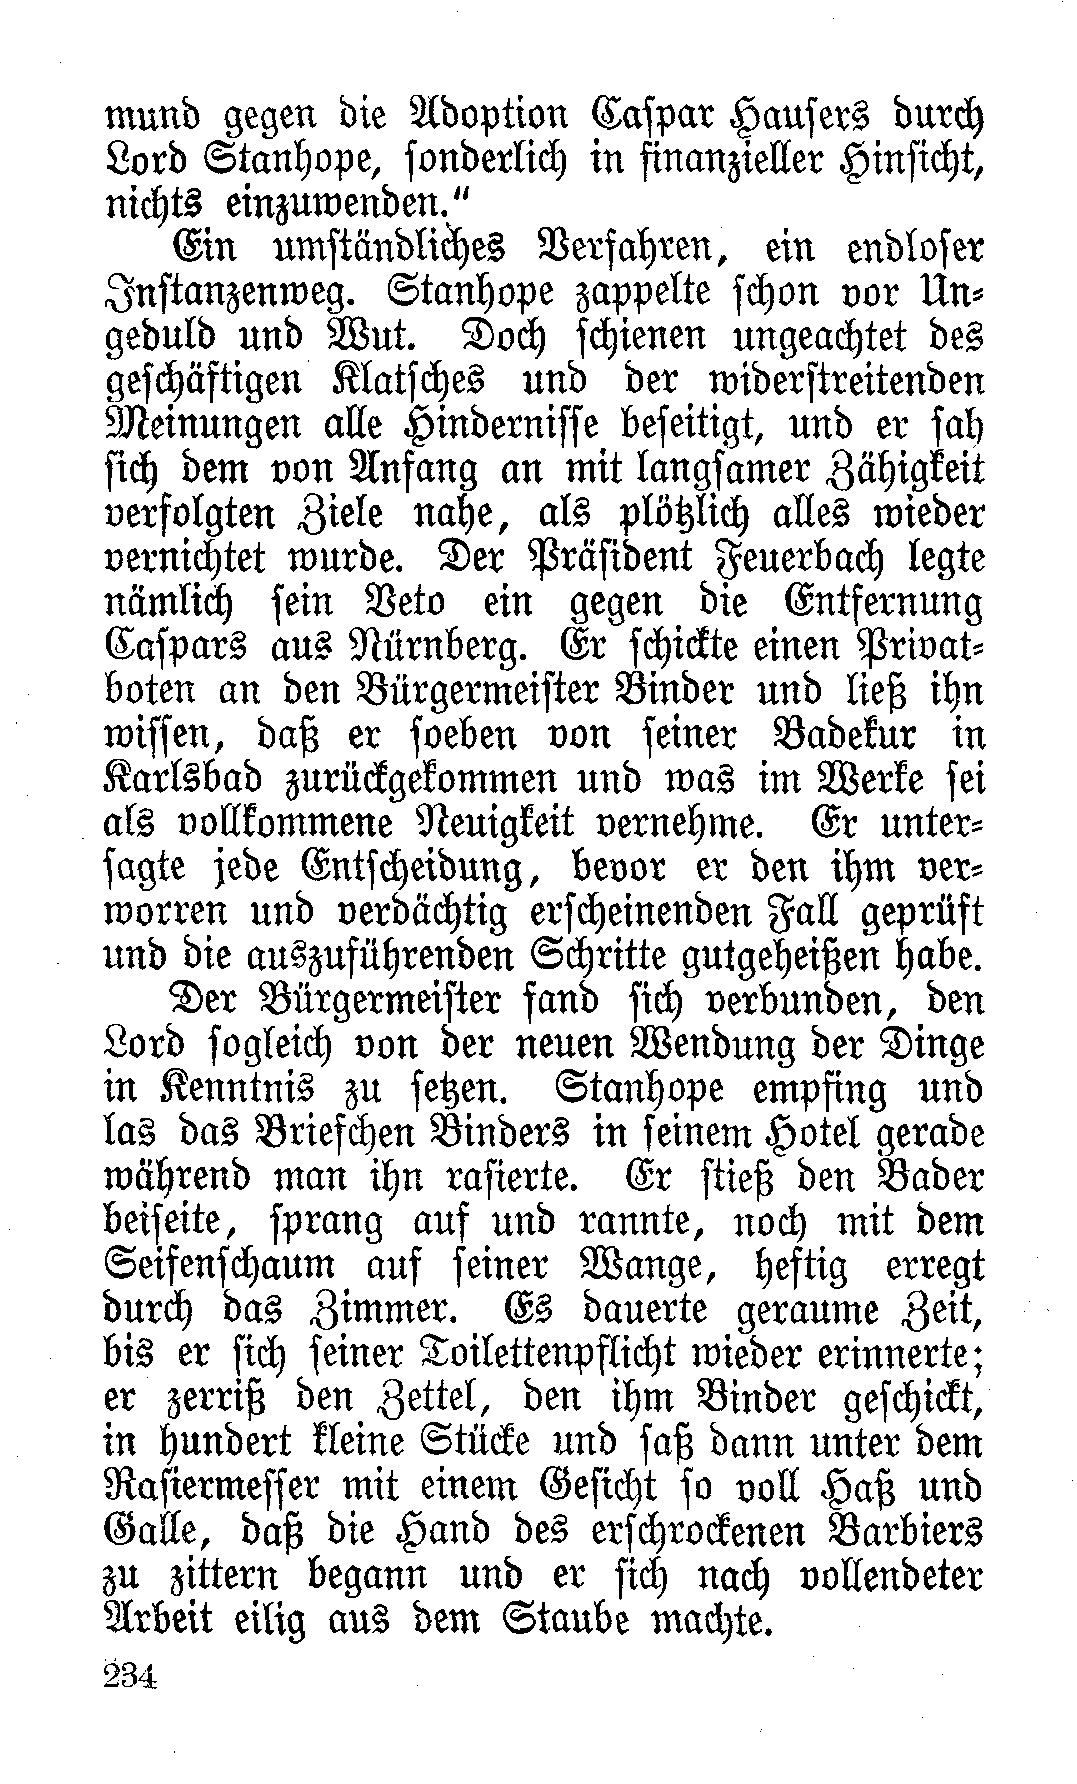 mund gegen die Adoption Caspar Hausers durch
Lord Stanhope, sonderlich in finanzieller Hinsicht,
nichts einzuwenden."
Ein umständliches Verfahren, ein endloser
Instanzenweg. Stanhope zappelte schon vor Un-
geduld und Wut. Doch schienen ungeachtet des
geschäftigen Klatsches und der widerstreitenden
Meinungen alle Hindernisse beseitigt, und er sah
sich dem von Anfang an mit langsamer Zähigkeit
verfolgten Ziele nahe, als plötzlich alles wieder
vernichtet wurde. Der Präsident Feuerbach legte
nämlich sein Veto ein gegen die Entfernung
Caspars aus Nürnberg. Er schickte einen Privat-
boten an den Bürgermeister Binder und ließ ihn
wissen, daß er soeben von seiner Badekur in
Karlsbad zurückgekommen und was im Werke sei
als vollkommene Neuigkeit vernehme. Er unter-
sagte jede Entscheidung, bevor er den ihm ver-
worren und verdächtig erscheinenden Fall geprüft
und die auszuführenden Schritte gutgeheißen habe.
Der Bürgermeister fand sich verbunden, den
Lord sogleich von der neuen Wendung der Dinge
in Kenntnis zu setzen. Stanhope empfing und
las das Briefchen Binders in seinem Hotel gerade
während man ihn rasierte. Er stieß den Bader
beiseite, sprang auf und rannte, noch mit dem
Seifenschaum auf seiner Wange, heftig erregt
durch das Zimmer. Es dauerte geraume Zeit,
bis er sich seiner Toilettenpflicht wieder erinnerte;
er zerriß den Zettel, den ihm Binder geschickt,
in hundert kleine Stücke und saß dann unter dem
Rasiermesser mit einem Gesicht so voll Haß und
Galle, daß die Hand des erschrockenen Barbiers
zu zittern begann und er sich nach vollendeter
Arbeit eilig aus dem Staube machte.
234